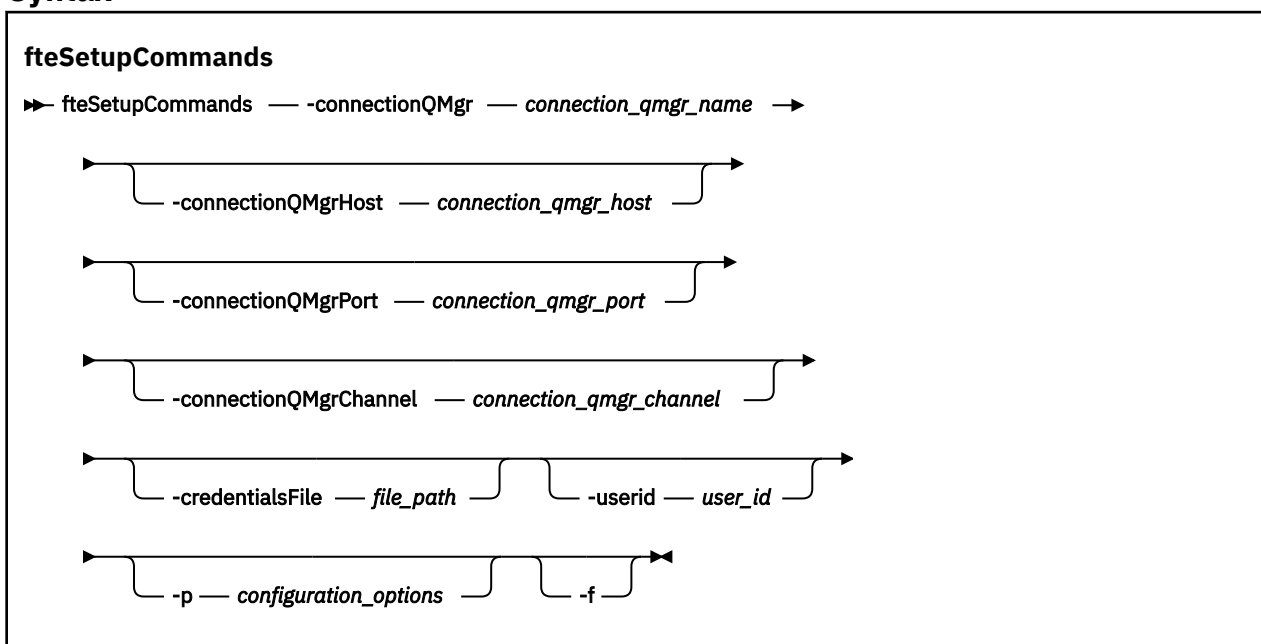 Syntax
fteSetupCommands
fteSetupCommands -connectionQMgr connection_qmgr_name
-connectionQMgrHost connection_qmgr_host
-connectionQMgrPort connection_qmgr_port
-connectionQMgrChannel connection_qmgr_channel
-credentialsFile file_path -userid user_id
-p configuration_options -f